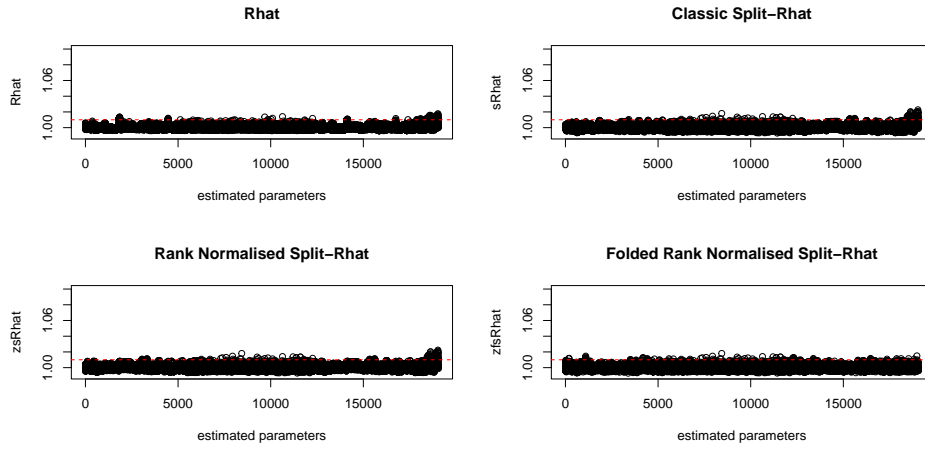 Rhat
Rhat
1.00 1.06
0 5000 10000 15000
estimated parameters
Classic Split−Rhat
sRhat
1.00 1.06
0 5000 10000 15000
estimated parameters
Rank Normalised Split−Rhat
zsRhat
1.00 1.06
0 5000 10000 15000
estimated parameters
Folded Rank Normalised Split−Rhat
zfsRhat
1.00 1.06
0 5000 10000 15000
estimated parameters